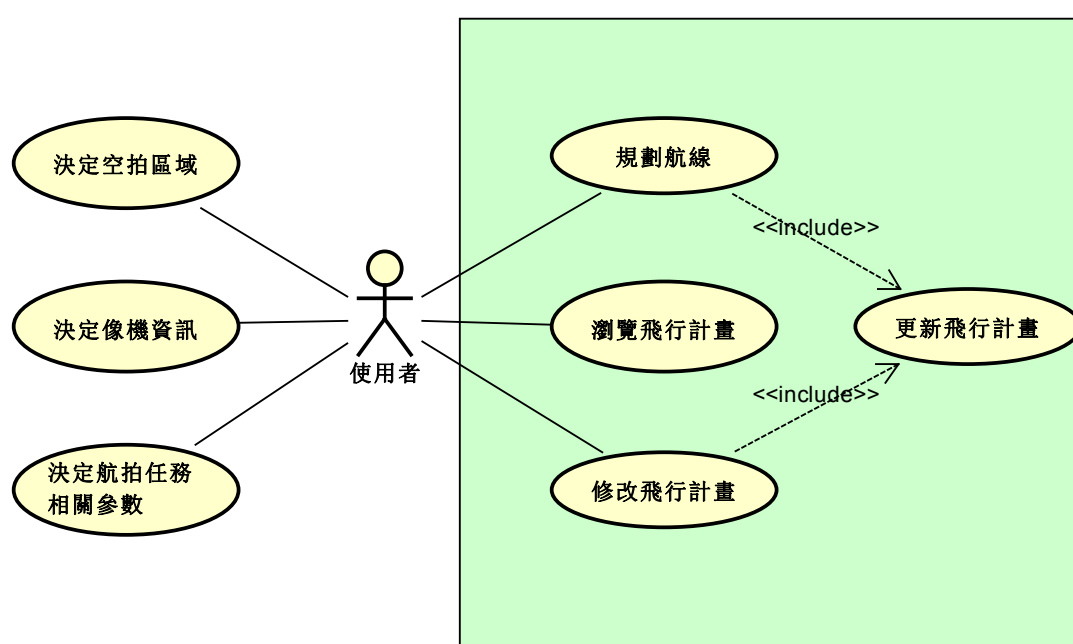 決定空拍區域
規劃航線
<<include>>
決定像機資訊
使用者
瀏覽飛行計畫
更新飛行計畫
<<include>>
決定航拍任務
相關參數
修改飛行計畫